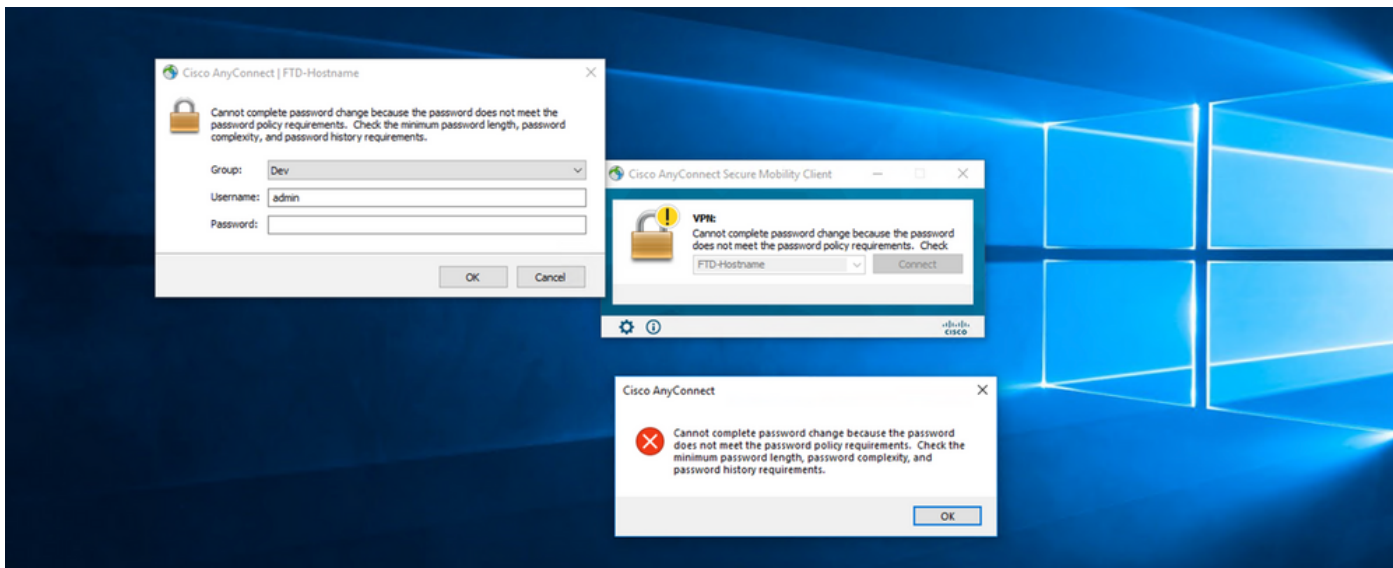 Cisco AnyConnect | FTD-Hostname
Cannot complete password change because the password does not meet the
password policy requirements. Check the minimum password length, password
complexity, and password history requirements.
Group: Dev
Username: admin
Password:
OK Cancel
Cisco AnyConnect Secure Mobility Client
VPN:
Cannot complete password change because the password
does not meet the password policy requirements. Check
FTD-Hostname Connect
CISCO
Cisco AnyConnect
Cannot complete password change because the password
does not meet the password policy requirements. Check the
minimum password length, password complexity, and
password history requirements.
OK